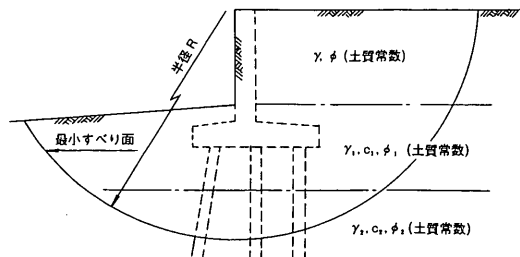 半径 R
γ, φ (土質常数)
最小すべり面
γ₁, c₁, φ₁ (土質常数)
γ₂, c₂, φ₂ (土質常数)